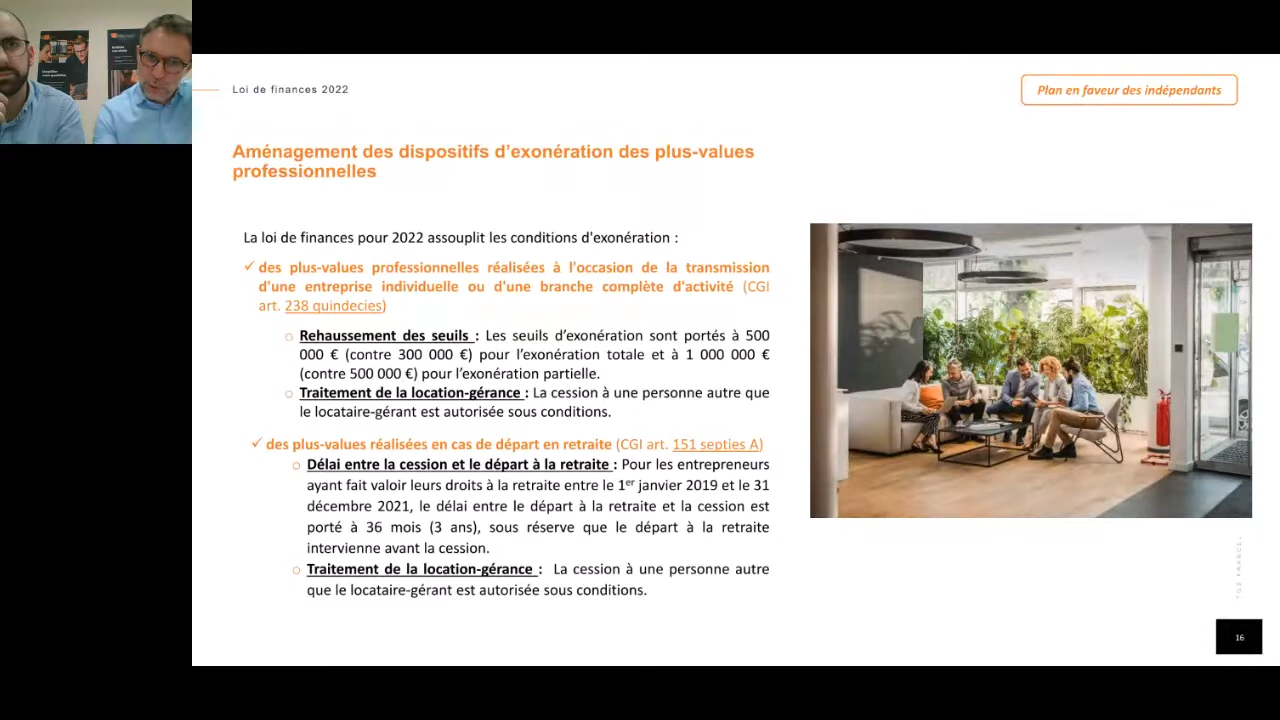 Loi de finances 2022
Plan en faveur des indépendants
Aménagement des dispositifs d'exonération des plus-values
professionnelles
La loi de finances pour 2022 assouplit les conditions d'exonération :
✓ des plus-values professionnelles réalisées à l'occasion de la transmission
d'une entreprise individuelle ou d'une branche complète d'activité (CGI
art. 238 quindecies)
o Rehaussement des seuils : Les seuils d'exonération sont portés à 500
000 € (contre 300 000 €) pour l'exonération totale et à 1 000 000 €
(contre 500 000 €) pour l'exonération partielle.
o Traitement de la location-gérance : La cession à une personne autre que
le locataire-gérant est autorisée sous conditions.
✓ des plus-values réalisées en cas de départ en retraite (CGI art. 151 septies A)
o Délai entre la cession et le départ à la retraite : Pour les entrepreneurs
ayant fait valoir leurs droits à la retraite entre le 1er janvier 2019 et le 31
décembre 2021, le délai entre le départ à la retraite et la cession est
porté à 36 mois (3 ans), sous réserve que le départ à la retraite
intervienne avant la cession.
o Traitement de la location-gérance : La cession à une personne autre
que le locataire-gérant est autorisée sous conditions.
16